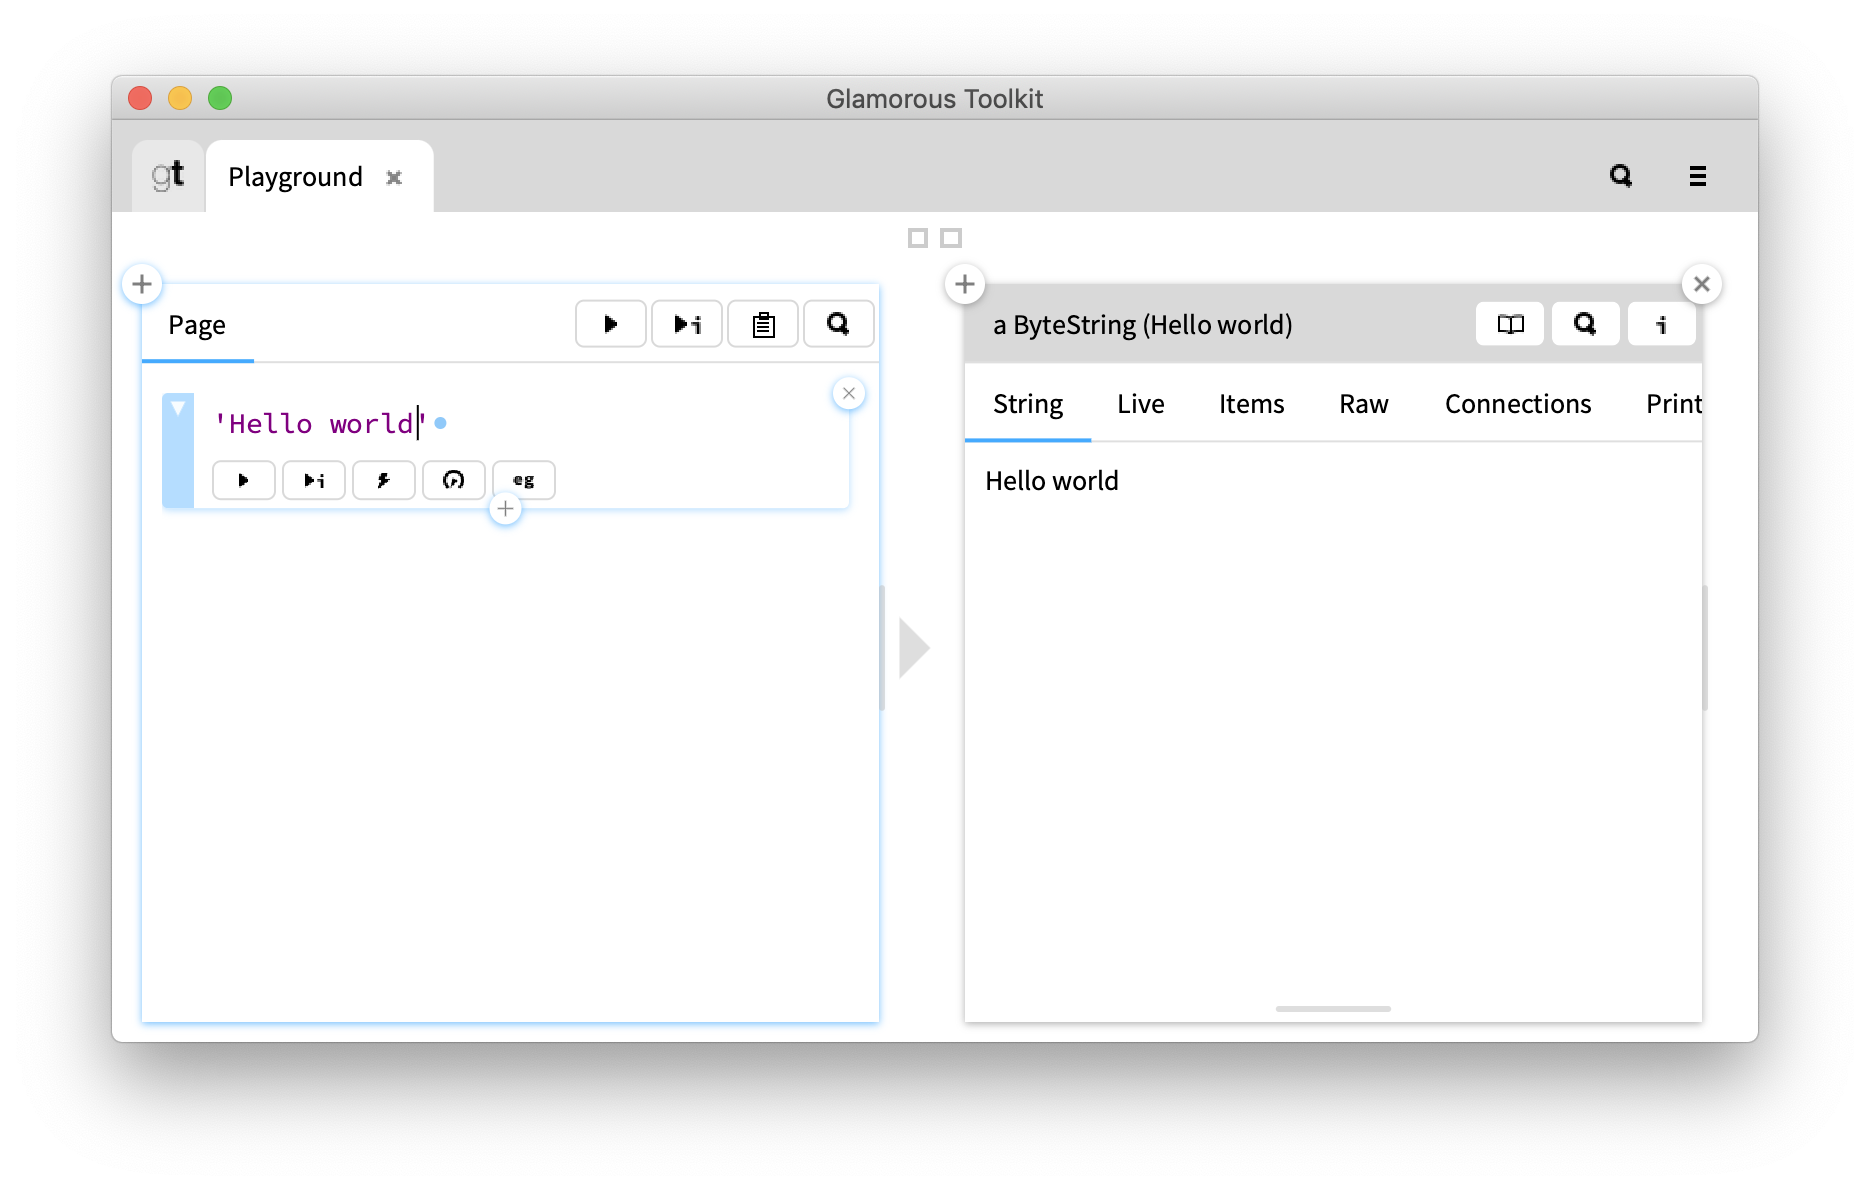 Glamorous Toolkit
gt Playground
Page
'Hello world'
eg
a ByteString (Hello world)
i
String Live Items Raw Connections Print
Hello world